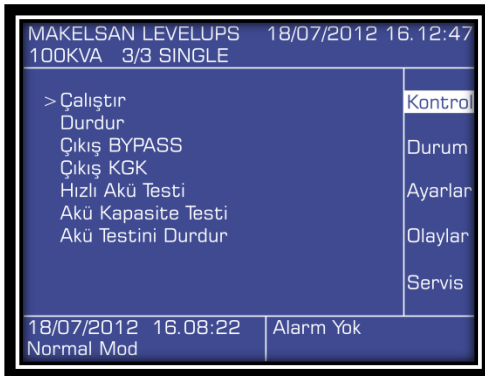 MAKELSAN LEVELUPS 18/07/2012 16.12:47
100KVA 3/3 SINGLE
>Çalıştır
Durdur
Çıkış BYPASS
Çıkış KGK
Hızlı Akü Testi
Akü Kapasite Testi
Akü Testini Durdur
Kontrol
Durum
Ayarlar
Olaylar
Servis
18/07/2012 16.08:22
Normal Mod
Alarm Yok